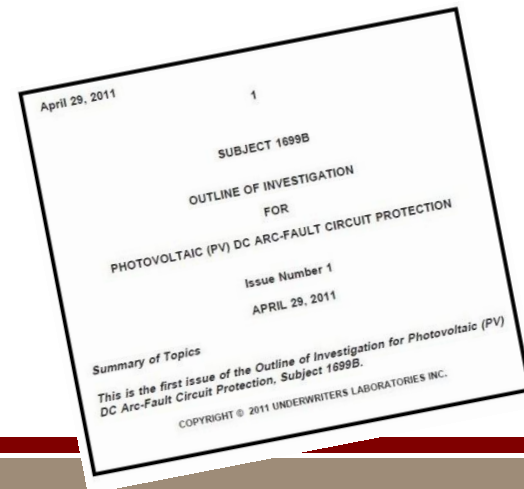 April 29, 2011
1
SUBJECT 1699B
OUTLINE OF INVESTIGATION
FOR
PHOTOVOLTAIC (PV) DC ARC-FAULT CIRCUIT PROTECTION
Issue Number 1
APRIL 29, 2011
Summary of Topics
This is the first issue of the Outline of Investigation for Photovoltaic (PV)
DC Arc-Fault Circuit Protection, Subject 1699B.
COPYRIGHT © 2011 UNDERWRITERS LABORATORIES INC.